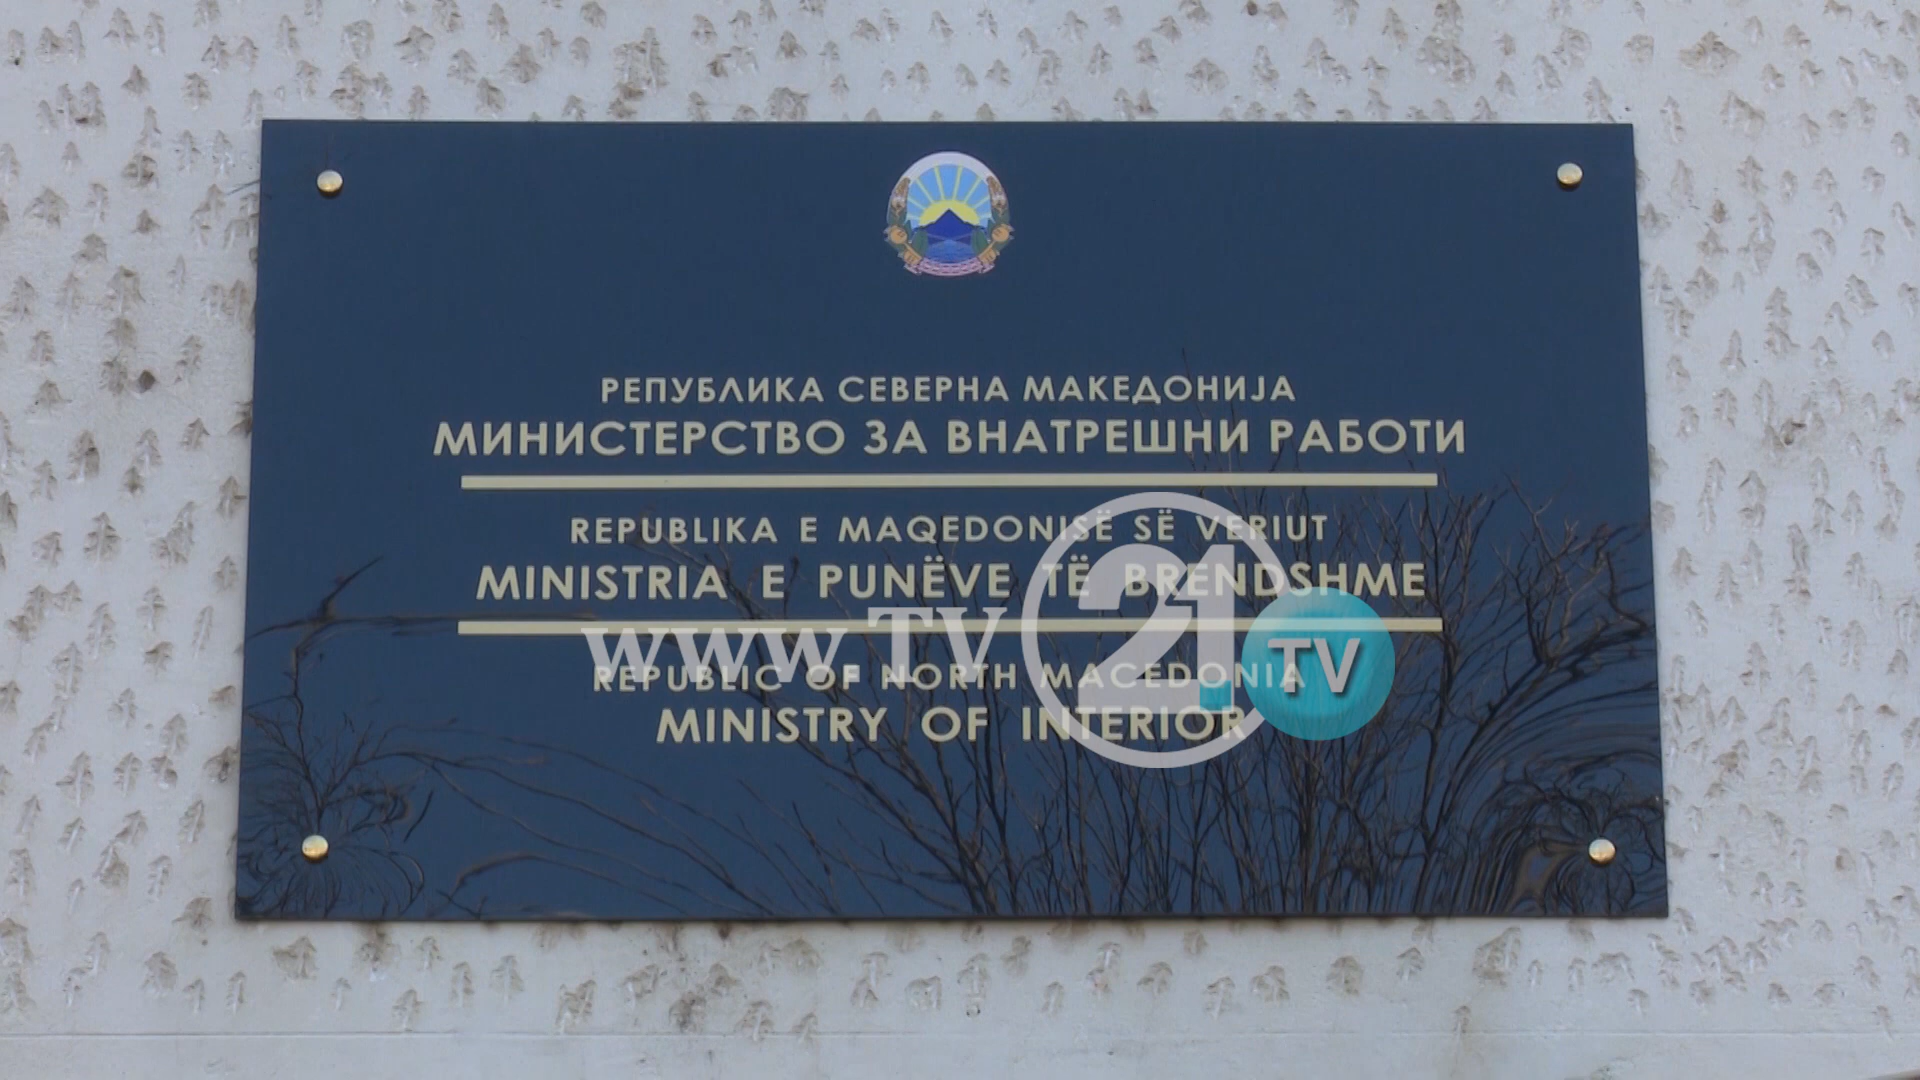 РЕПУБЛИКА СЕВЕРНА МАКЕДОНИЈА
МИНИСТЕРСТВО ЗА ВНАТРЕШНИ РАБОТИ
REPUBLIKA E MAQEDONISË SË VERIUT
MINISTRIA E PUNËVE TË BRENDSHME
www.TV21.TV
REPUBLIC OF NORTH MACEDONIA
MINISTRY OF INTERIOR